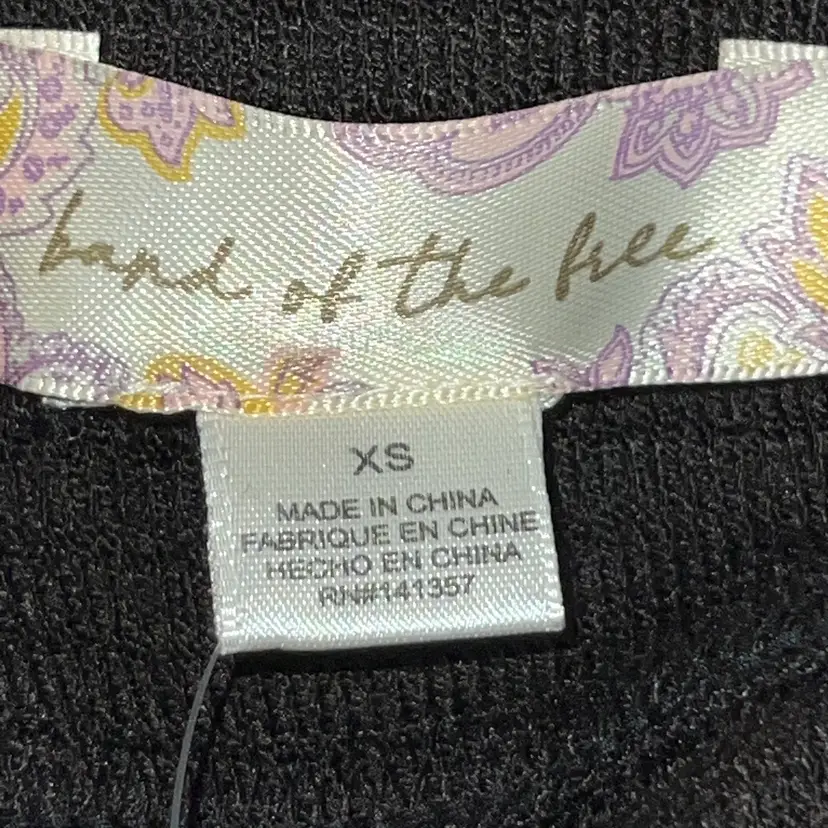 band of the free
XS
MADE IN CHINA
FABRIQUE EN CHINE
HECHO EN CHINA
RN#141357